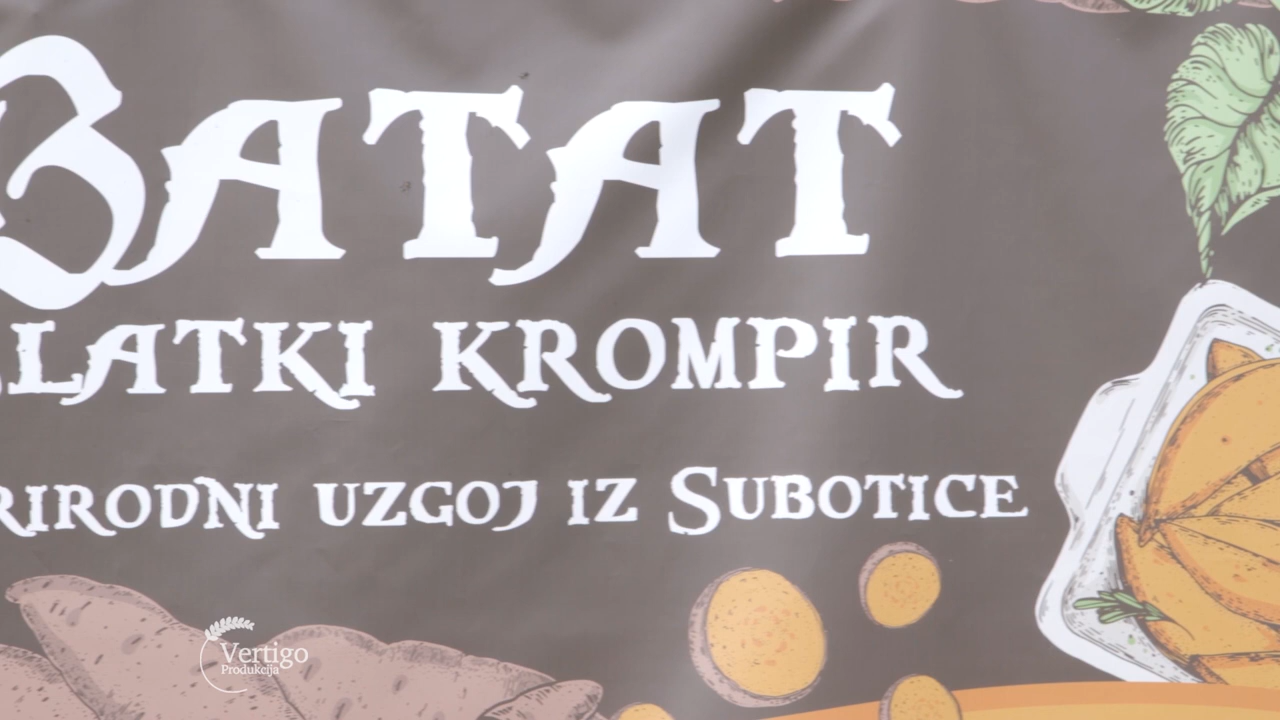 BATAT
LATKI KROMPIR
RIRODNI UZGOJ IZ SUBOTICE
Vertigo
Produkcija